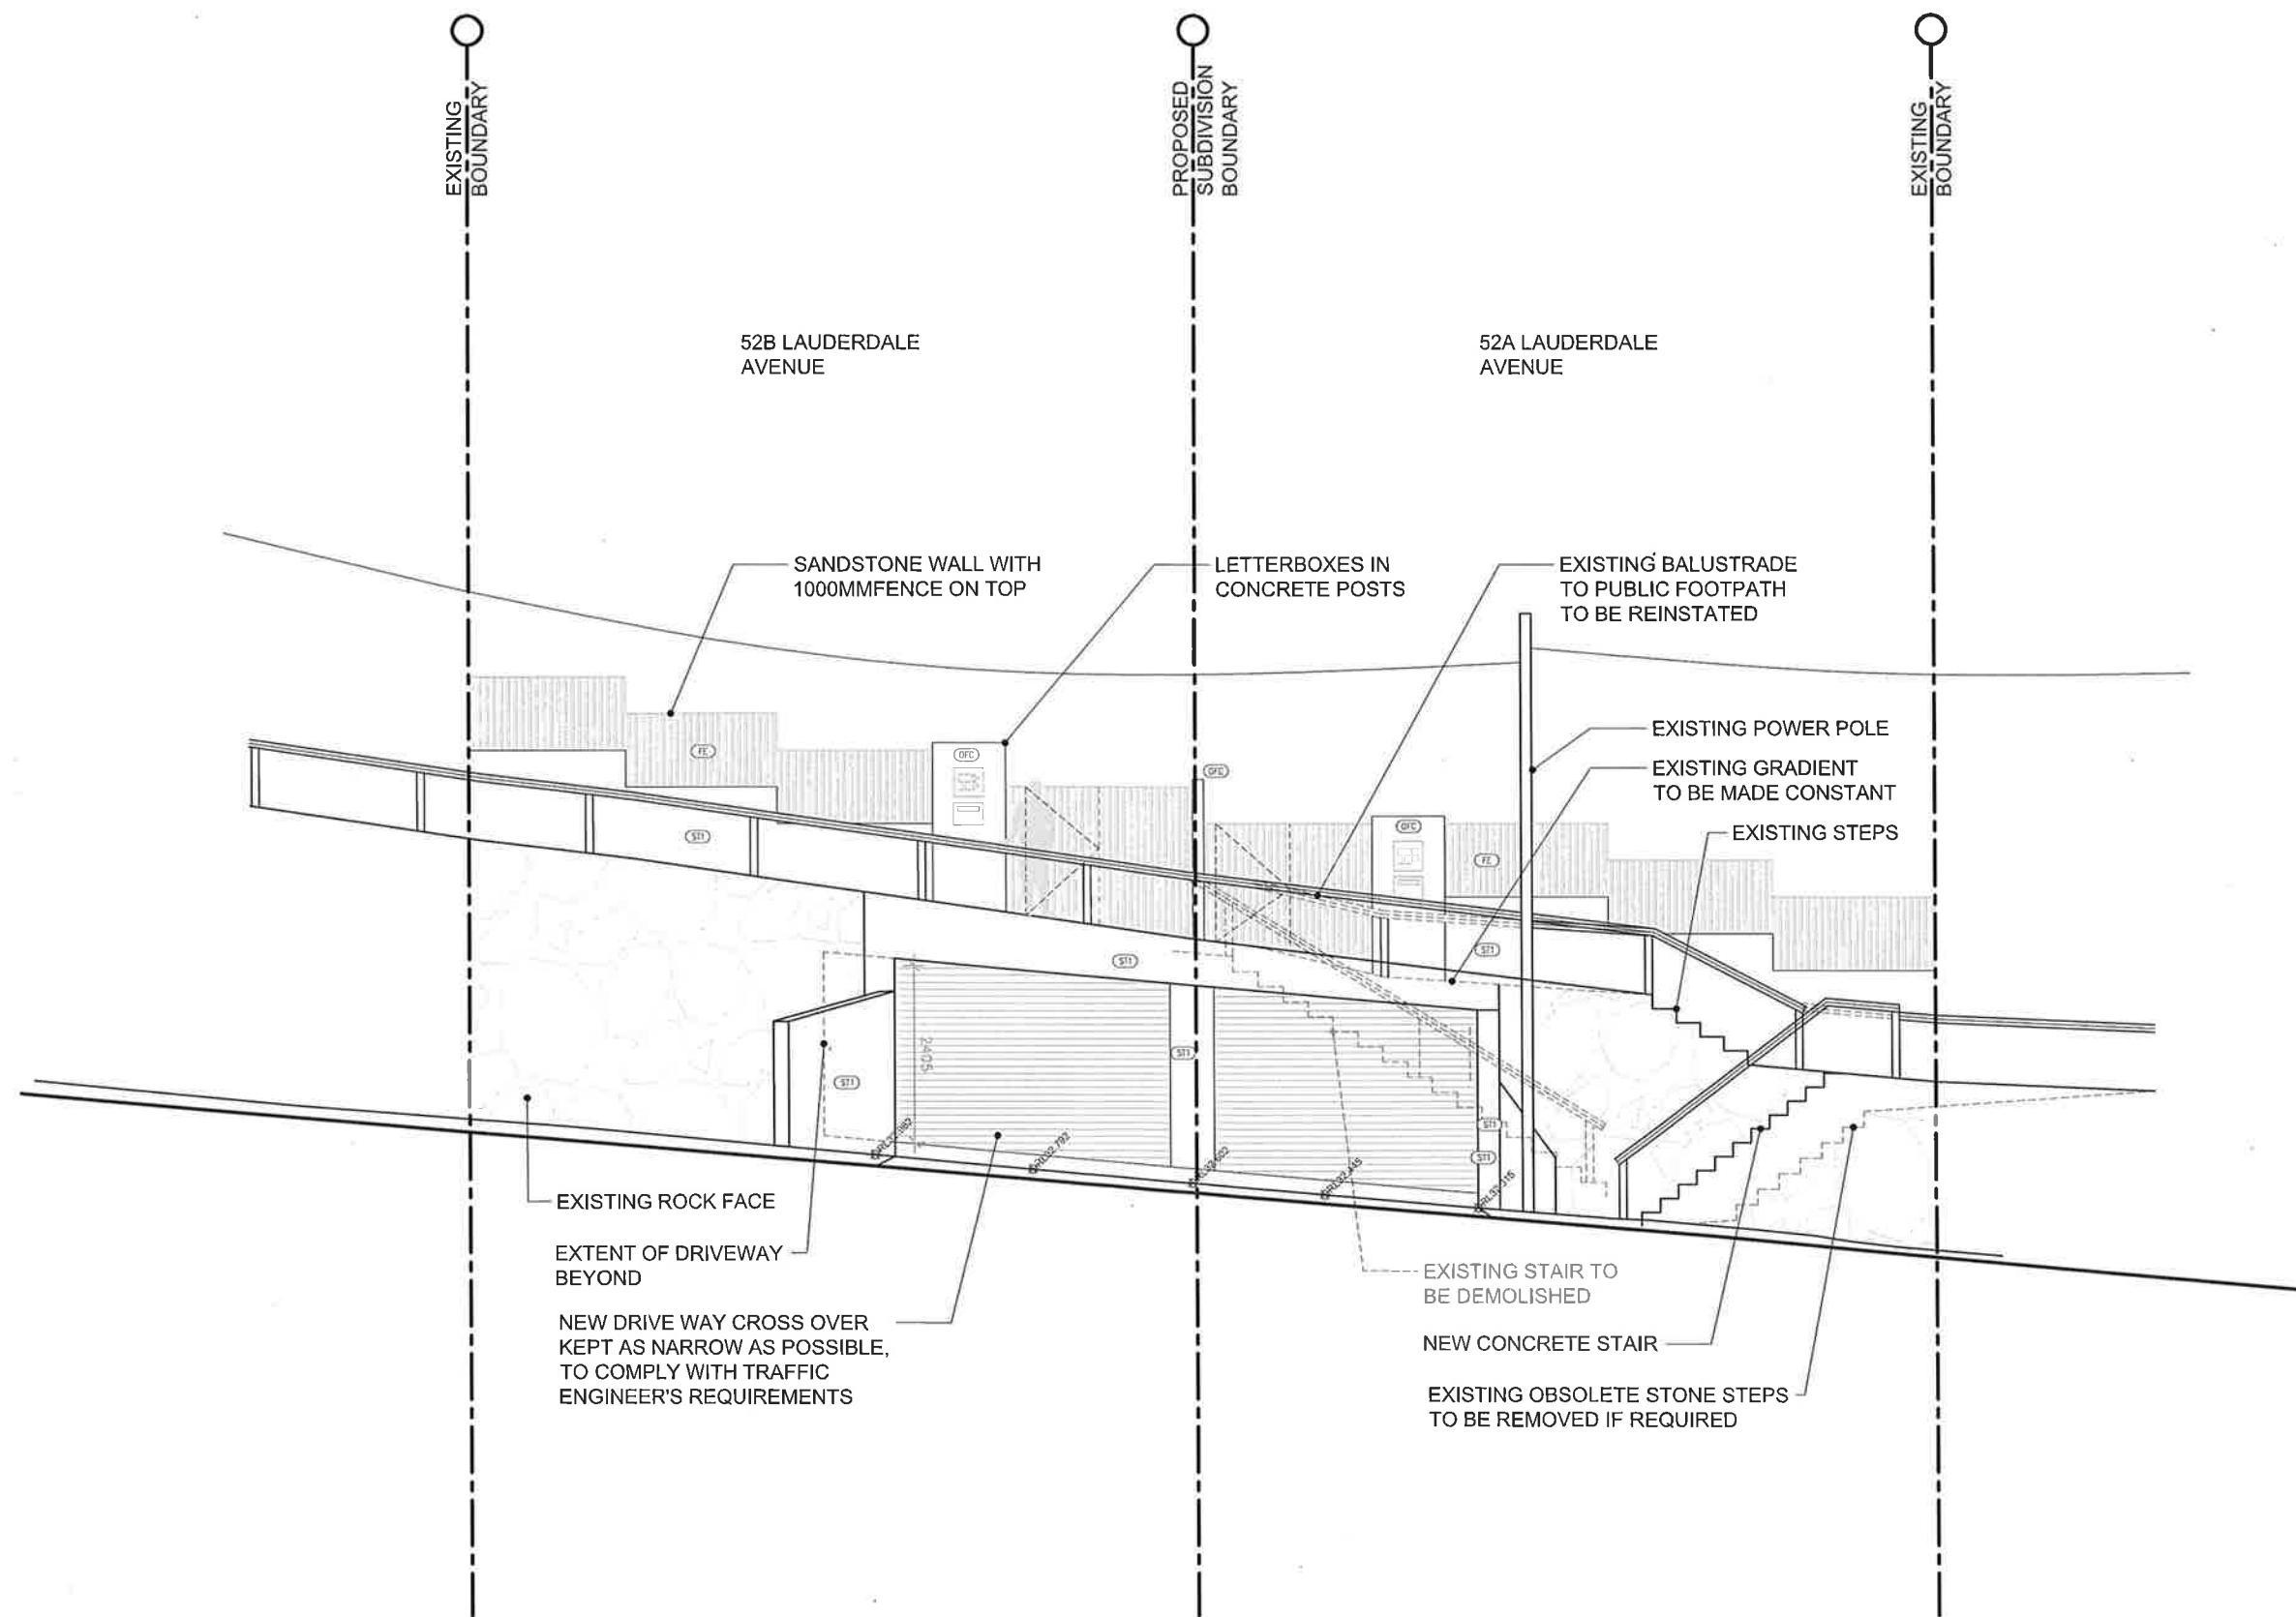 EXISTING
BOUNDARY
PROPOSED
SUBDIVISION
BOUNDARY
EXISTING
BOUNDARY
52B LAUDERDALE
AVENUE
52A LAUDERDALE
AVENUE
SANDSTONE WALL WITH
1000MMFENCE ON TOP
LETTERBOXES IN
CONCRETE POSTS
EXISTING BALUSTRADE
TO PUBLIC FOOTPATH
TO BE REINSTATED
EXISTING POWER POLE
EXISTING GRADIENT
TO BE MADE CONSTANT
EXISTING STEPS
FE
OFC
OFC
ST1
OFC
FE
ST1
ST1
ST1
2405
ST1
ST1
ST1
RL32.792
RL32.445
EXISTING ROCK FACE
EXTENT OF DRIVEWAY
BEYOND
NEW DRIVE WAY CROSS OVER
KEPT AS NARROW AS POSSIBLE,
TO COMPLY WITH TRAFFIC
ENGINEER'S REQUIREMENTS
EXISTING STAIR TO
BE DEMOLISHED
NEW CONCRETE STAIR
EXISTING OBSOLETE STONE STEPS
TO BE REMOVED IF REQUIRED